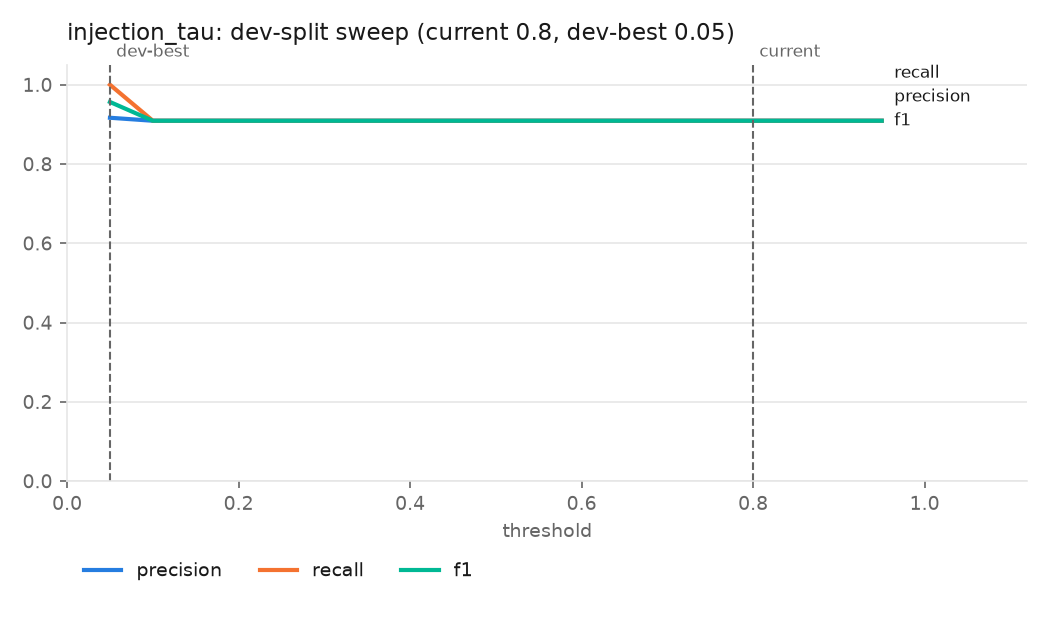 injection_tau: dev-split sweep (current 0.8, dev-best 0.05)
dev-best
current
recall
precision
f1
1.0
0.8
0.6
0.4
0.2
0.0
0.0 0.2 0.4 0.6 0.8 1.0
threshold
precision recall f1